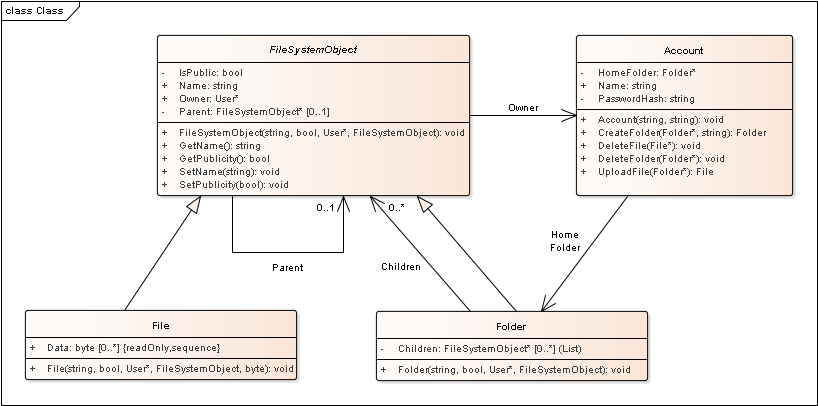 class Class
FileSystemObject
- IsPublic: bool
+ Name: string
+ Owner: User*
- Parent: FileSystemObject* [0..1]
+ FileSystemObject(string, bool, User*, FileSystemObject): void
+ GetName(): string
+ GetPublicity(): bool
+ SetName(string): void
+ SetPublicity(bool): void
Owner
Account
- HomeFolder: Folder*
+ Name: string
- PasswordHash: string
+ Account(string, string): void
+ CreateFolder(Folder*, string): Folder
+ DeleteFile(File*): void
+ DeleteFolder(Folder*): void
+ UploadFile(Folder*): File
0..1
0..*
Parent
Children
Home
Folder
File
+ Data: byte [0..*] {readOnly,sequence}
+ File(string, bool, User*, FileSystemObject, byte): void
Folder
- Children: FileSystemObject* [0..*] (List)
+ Folder(string, bool, User*, FileSystemObject): void